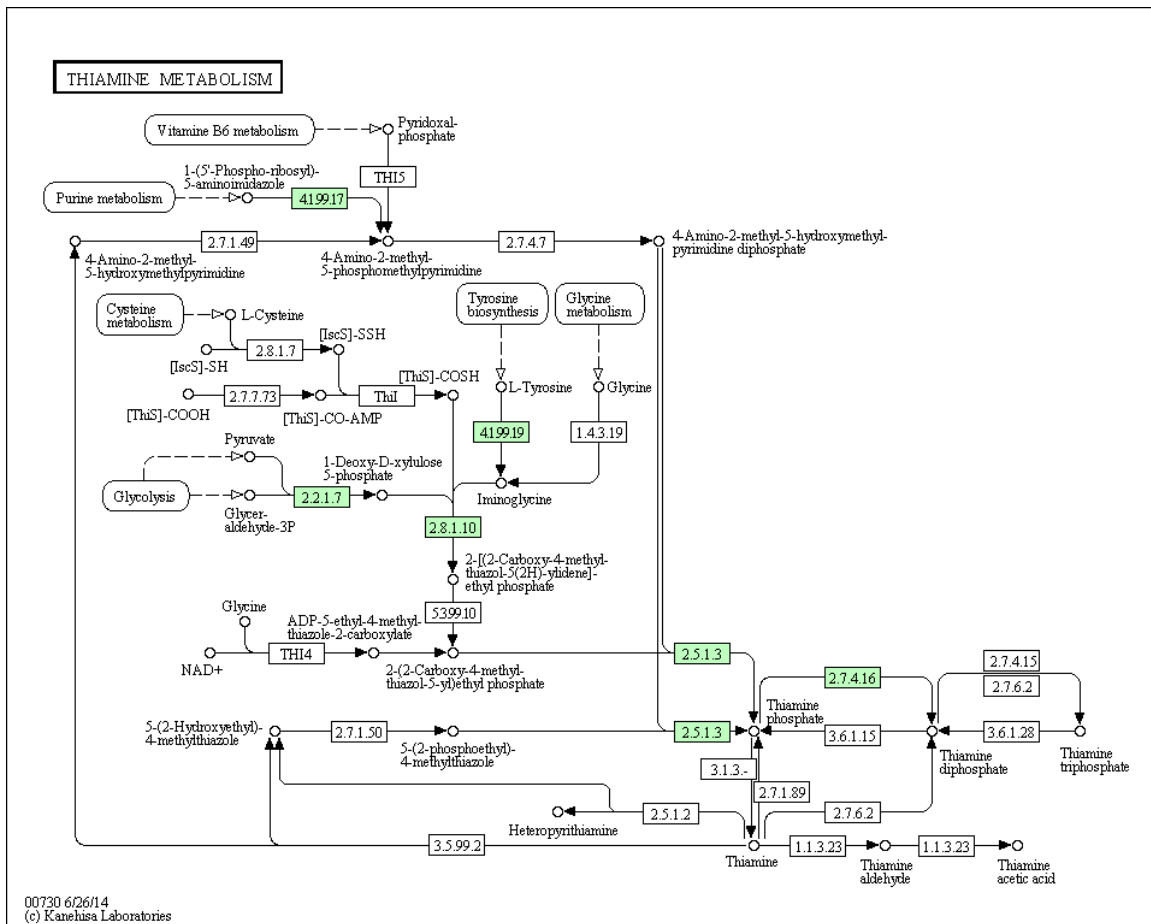 THIAMINE METABOLISM
Vitamine B6 metabolism
Pyridoxal-
phosphate
THI5
1-(5'-Phospho-ribosyl)-
5-aminoimidazole
Purine metabolism
4.1.99.17
2.7.1.49
2.7.4.7
4-Amino-2-methyl-
5-hydroxymethylpyrimidine
4-Amino-2-methyl-
5-phosphomethylpyrimidine
4-Amino-2-methyl-5-hydroxymethyl-
pyrimidine diphosphate
Cysteine
metabolism
L-Cysteine
Tyrosine
biosynthesis
Glycine
metabolism
[IscS]-SH
2.8.1.7
[IscS]-SSH
[ThiS]-COOH
2.7.7.73
[ThiS]-CO-AMP
ThiI
[ThiS]-COSH
L-Tyrosine
Glycine
4.1.99.19
1.4.3.19
Pyruvate
Glycolysis
Glycer-
aldehyde-3P
2.2.1.7
1-Deoxy-D-xylulose
5-phosphate
Iminoglycine
2.8.1.10
2-[(2-Carboxy-4-methyl-
thiazol-5(2H)-ylidene]-
ethyl phosphate
5.3.99.10
Glycine
NAD+
THI4
ADP-5-ethyl-4-methyl-
thiazole-2-carboxylate
2-(2-Carboxy-4-methyl-
thiazol-5-yl)ethyl phosphate
2.5.1.3
2.7.4.16
2.7.4.15
2.7.6.2
Thiamine
phosphate
5-(2-Hydroxyethyl)-
4-methylthiazole
2.7.1.50
5-(2-phosphoethyl)-
4-methylthiazole
2.5.1.3
3.6.1.15
3.6.1.28
Thiamine
diphosphate
Thiamine
triphosphate
3.1.3.-
2.7.1.89
Heteropyrithiamine
2.5.1.2
2.7.6.2
3.5.99.2
Thiamine
1.1.3.23
Thiamine
aldehyde
1.1.3.23
Thiamine
acetic acid
00730 6/26/14
(c) Kanehisa Laboratories